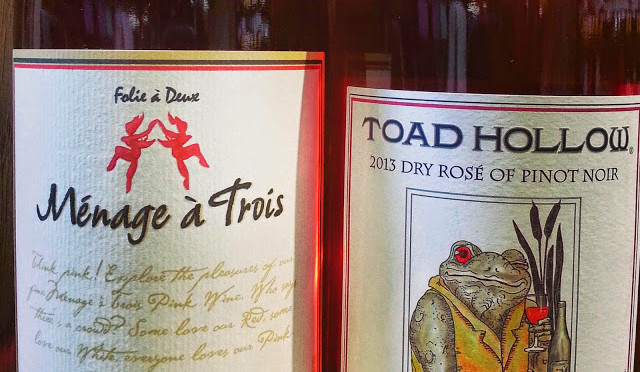 Folie à Deux
Ménage à Trois
Think pink! Explore the pleasures of our
Ménage à Trois Pink Wine. Who says
there's a crowd? Some love our Red, some
love our White, everyone loves our Pink
TOAD HOLLOW®
2013 DRY ROSÉ OF PINOT NOIR